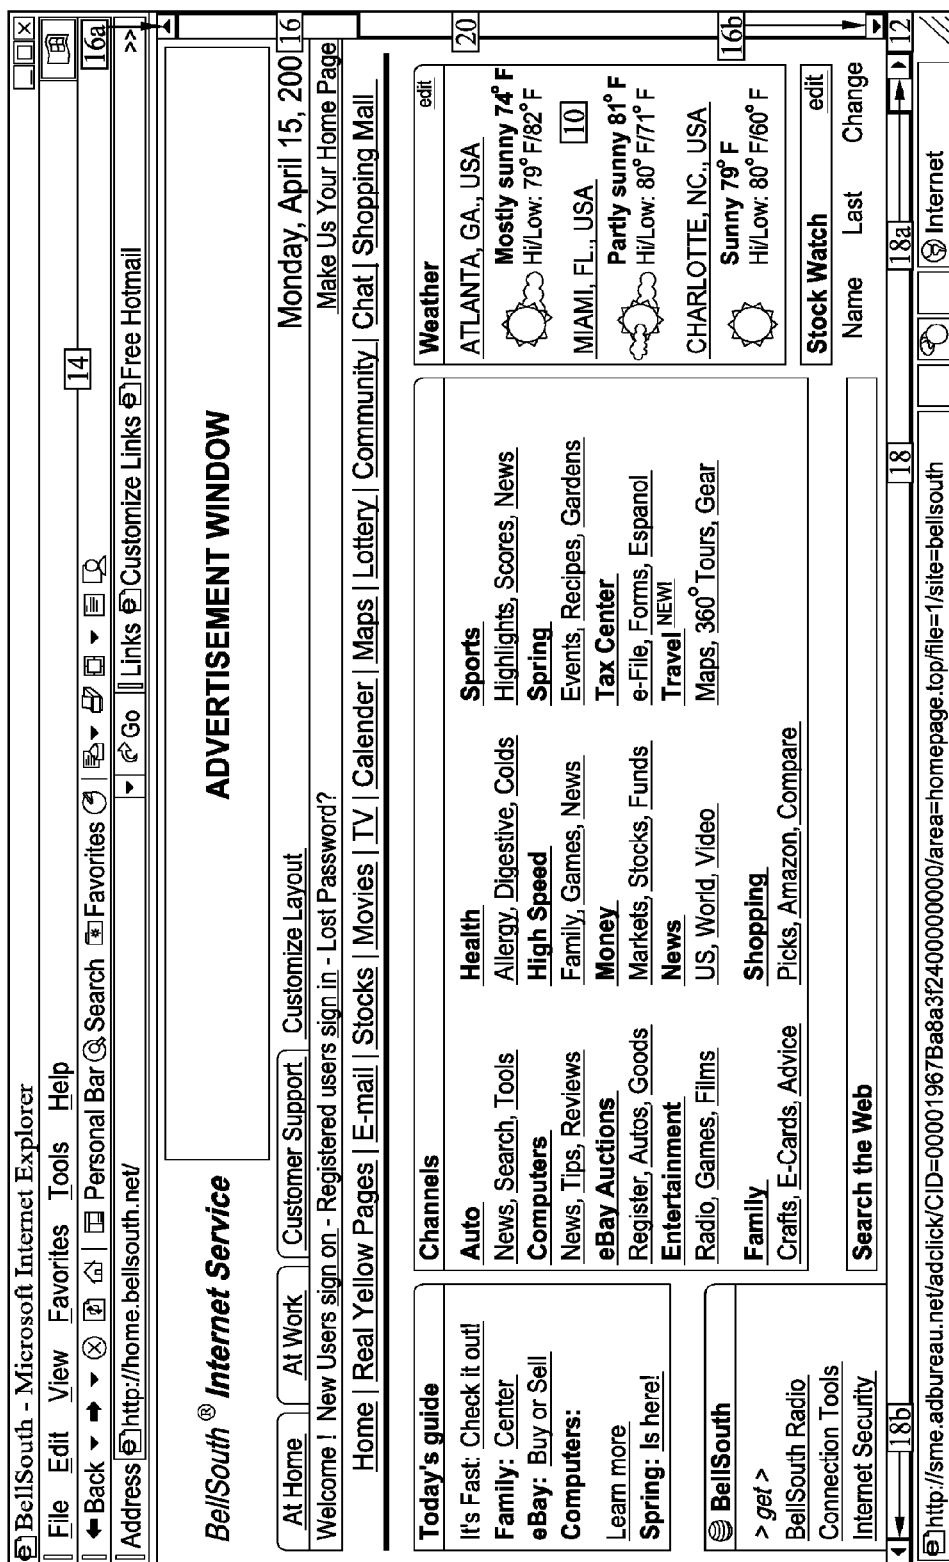 BellSouth - Microsoft Internet Explorer
File Edit View Favorites Tools Help
14
Back Personal Bar Search Favorites
16a
Address http://home.bellsouth.net/ Go Links Customize Links Free Hotmail >>
BellSouth ® Internet Service
ADVERTISEMENT WINDOW
At Home At Work Customer Support Customize Layout
Monday, April 15, 200
16
Welcome ! New Users sign on - Registered users sign in - Lost Password?
Make Us Your Home Page
Home | Real Yellow Pages | E-mail | Stocks | Movies | TV | Calender | Maps | Lottery | Community | Chat | Shopping Mall
20
Today's guide
It's Fast: Check it out!
Family: Center
eBay: Buy or Sell
Computers:
Learn more
Spring: Is here!
BellSouth
> get >
BellSouth Radio
Connection Tools
Internet Security
Channels
Auto
News, Search, Tools
Computers
News, Tips, Reviews
eBay Auctions
Register, Autos, Goods
Entertainment
Radio, Games, Films
Family
Crafts, E-Cards, Advice
Health
Allergy, Digestive, Colds
High Speed
Family, Games, News
Money
Markets, Stocks, Funds
News
US, World, Video
Shopping
Picks, Amazon, Compare
Sports
Highlights, Scores, News
Spring
Events, Recipes, Gardens
Tax Center
e-File, Forms, Espanol
Travel NEW!
Maps, 360° Tours, Gear
Search the Web
Weather edit
ATLANTA, GA., USA
Mostly sunny 74° F
Hi/Low: 79° F/82° F
10
MIAMI, FL., USA
Partly sunny 81° F
Hi/Low: 80° F/71° F
CHARLOTTE, NC., USA
Sunny 79° F
Hi/Low: 80° F/60° F
Stock Watch edit
Name Last Change
16b
18b
18
18a
12
http://sme.adbureau.net/adclick/CID=00001967Ba8a3f2400000000/area=homepage.top/file=1/site=bellsouth
Internet